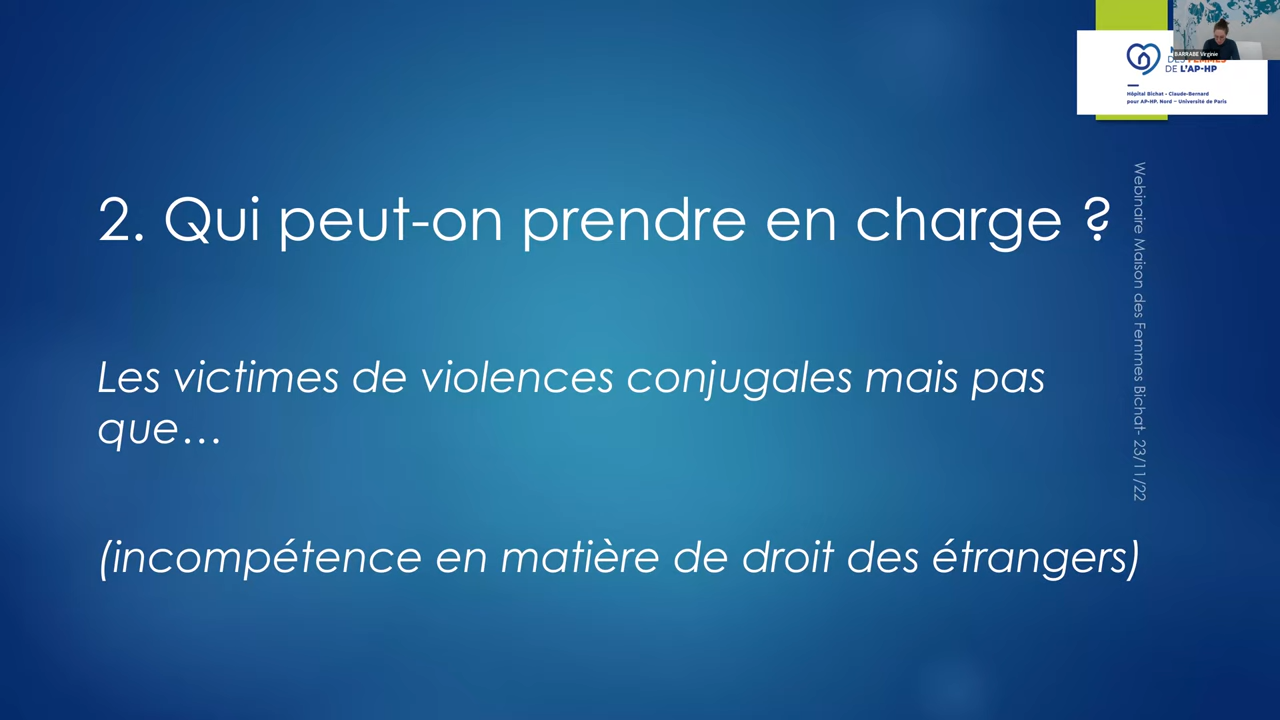 2. Qui peut-on prendre en charge ?
Les victimes de violences conjugales mais pas
que…
(incompétence en matière de droit des étrangers)
BARRABE Virginie
DE L'AP-HP
Hôpital Bichat - Claude-Bernard
pour AP-HP. Nord - Université de Paris
Webinaire Maison des Femmes Bichat- 23/11/22